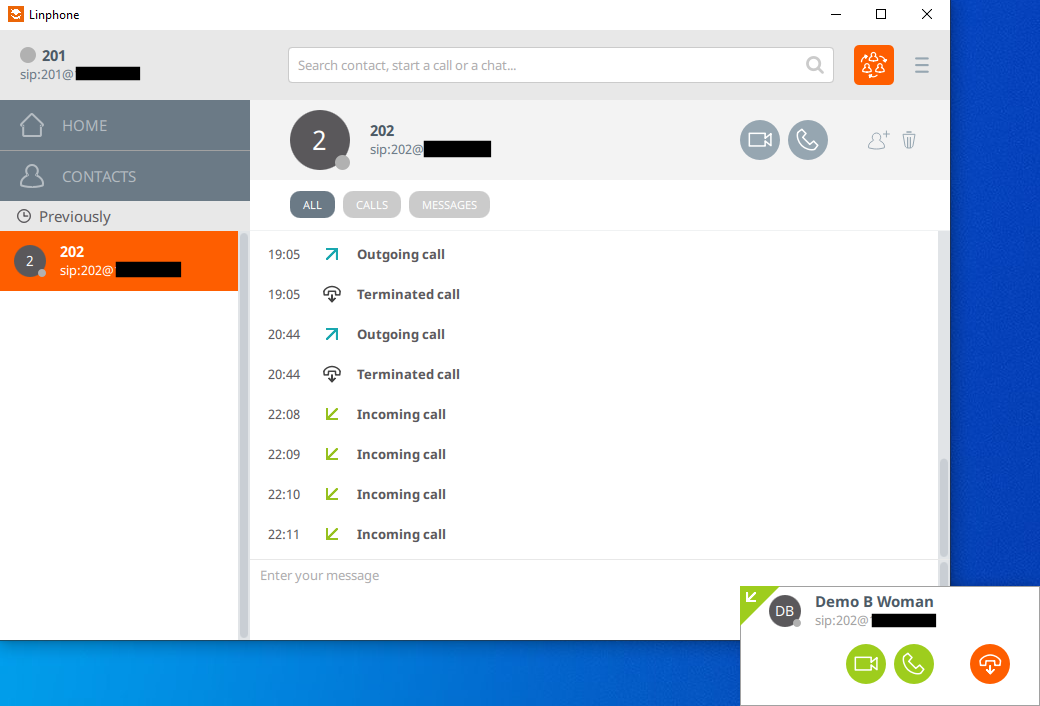 Linphone
201
sip:201@
Search contact, start a call or a chat...
HOME
CONTACTS
Previously
2
202
sip:202@
2
202
sip:202@
ALL
CALLS
MESSAGES
19:05 Outgoing call
19:05 Terminated call
20:44 Outgoing call
20:44 Terminated call
22:08 Incoming call
22:09 Incoming call
22:10 Incoming call
22:11 Incoming call
Enter your message
DB
Demo B Woman
sip:202@